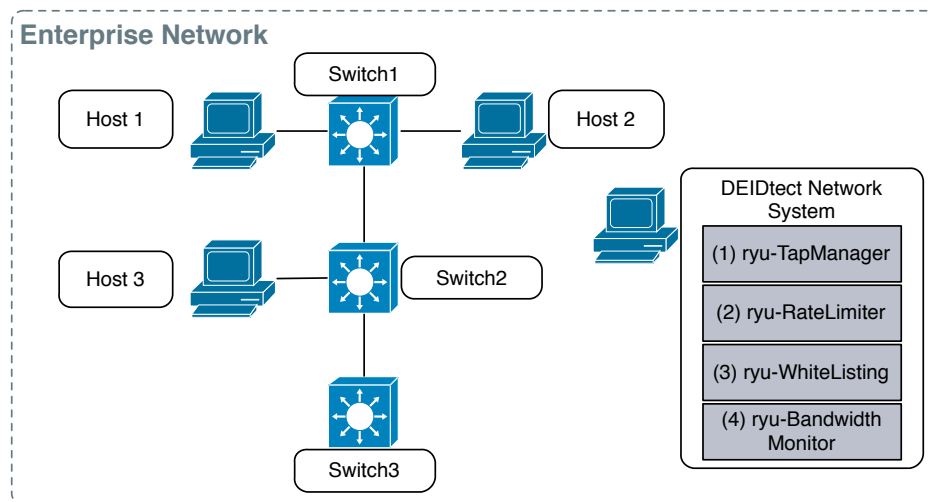 Enterprise Network
Switch1
Host 1
Host 2
DEIDtect Network
System
(1) ryu-TapManager
Host 3
Switch2
(2) ryu-RateLimiter
(3) ryu-WhiteListing
(4) ryu-Bandwidth
Monitor
Switch3